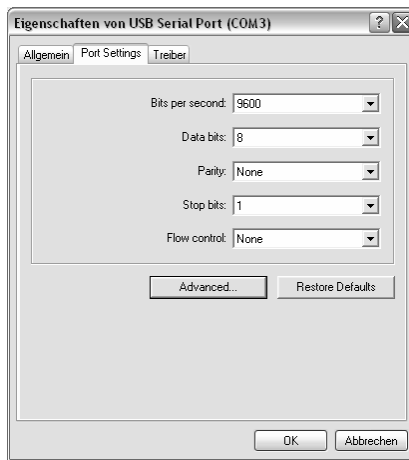 Eigenschaften von USB Serial Port (COM3)
Allgemein Port Settings Treiber
Bits per second: 9600
Data bits: 8
Parity: None
Stop bits: 1
Flow control: None
Advanced... Restore Defaults
OK Abbrechen